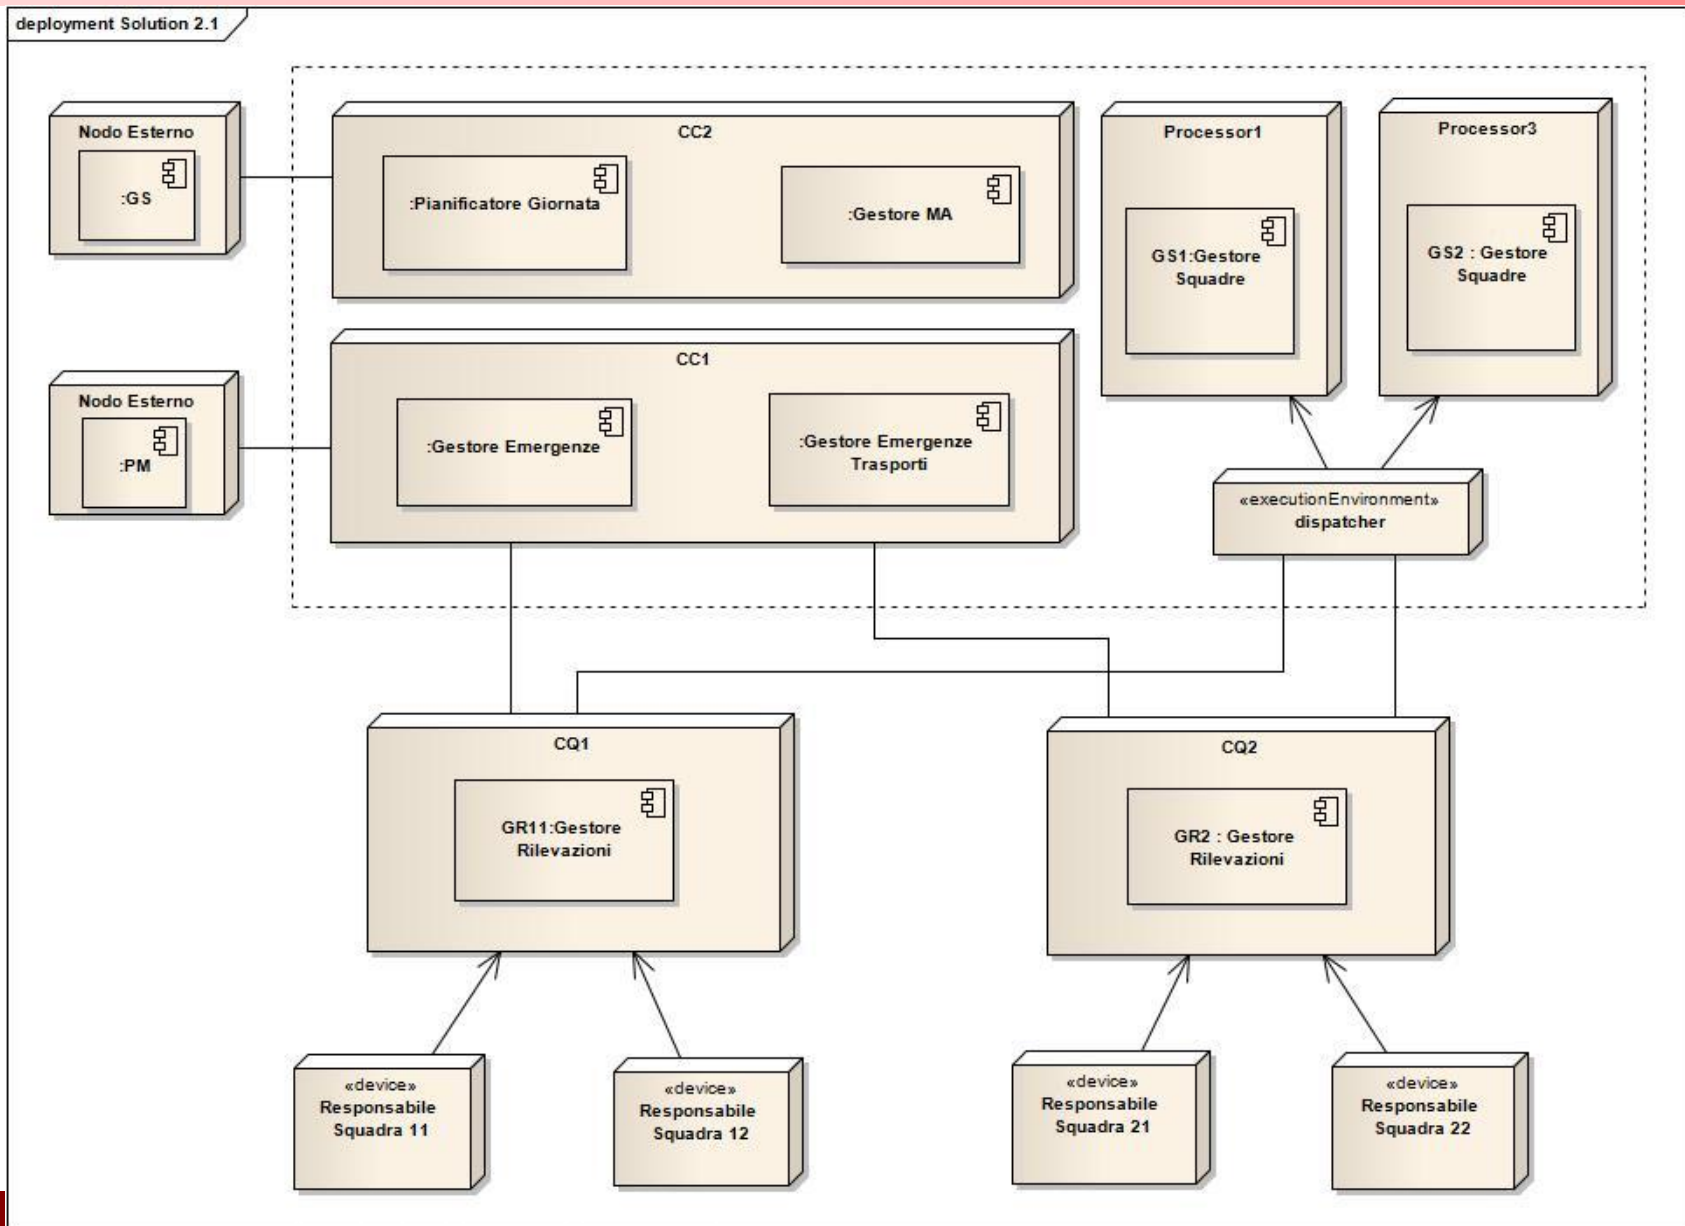 deployment Solution 2.1
Nodo Esterno
:GS
CC2
:Pianificatore Giornata
:Gestore MA
Processor1
GS1:Gestore
Squadre
Processor3
GS2 : Gestore
Squadre
Nodo Esterno
:PM
CC1
:Gestore Emergenze
:Gestore Emergenze
Trasporti
«executionEnvironment»
dispatcher
CQ1
GR11:Gestore
Rilevazioni
CQ2
GR2 : Gestore
Rilevazioni
«device»
Responsabile
Squadra 11
«device»
Responsabile
Squadra 12
«device»
Responsabile
Squadra 21
«device»
Responsabile
Squadra 22